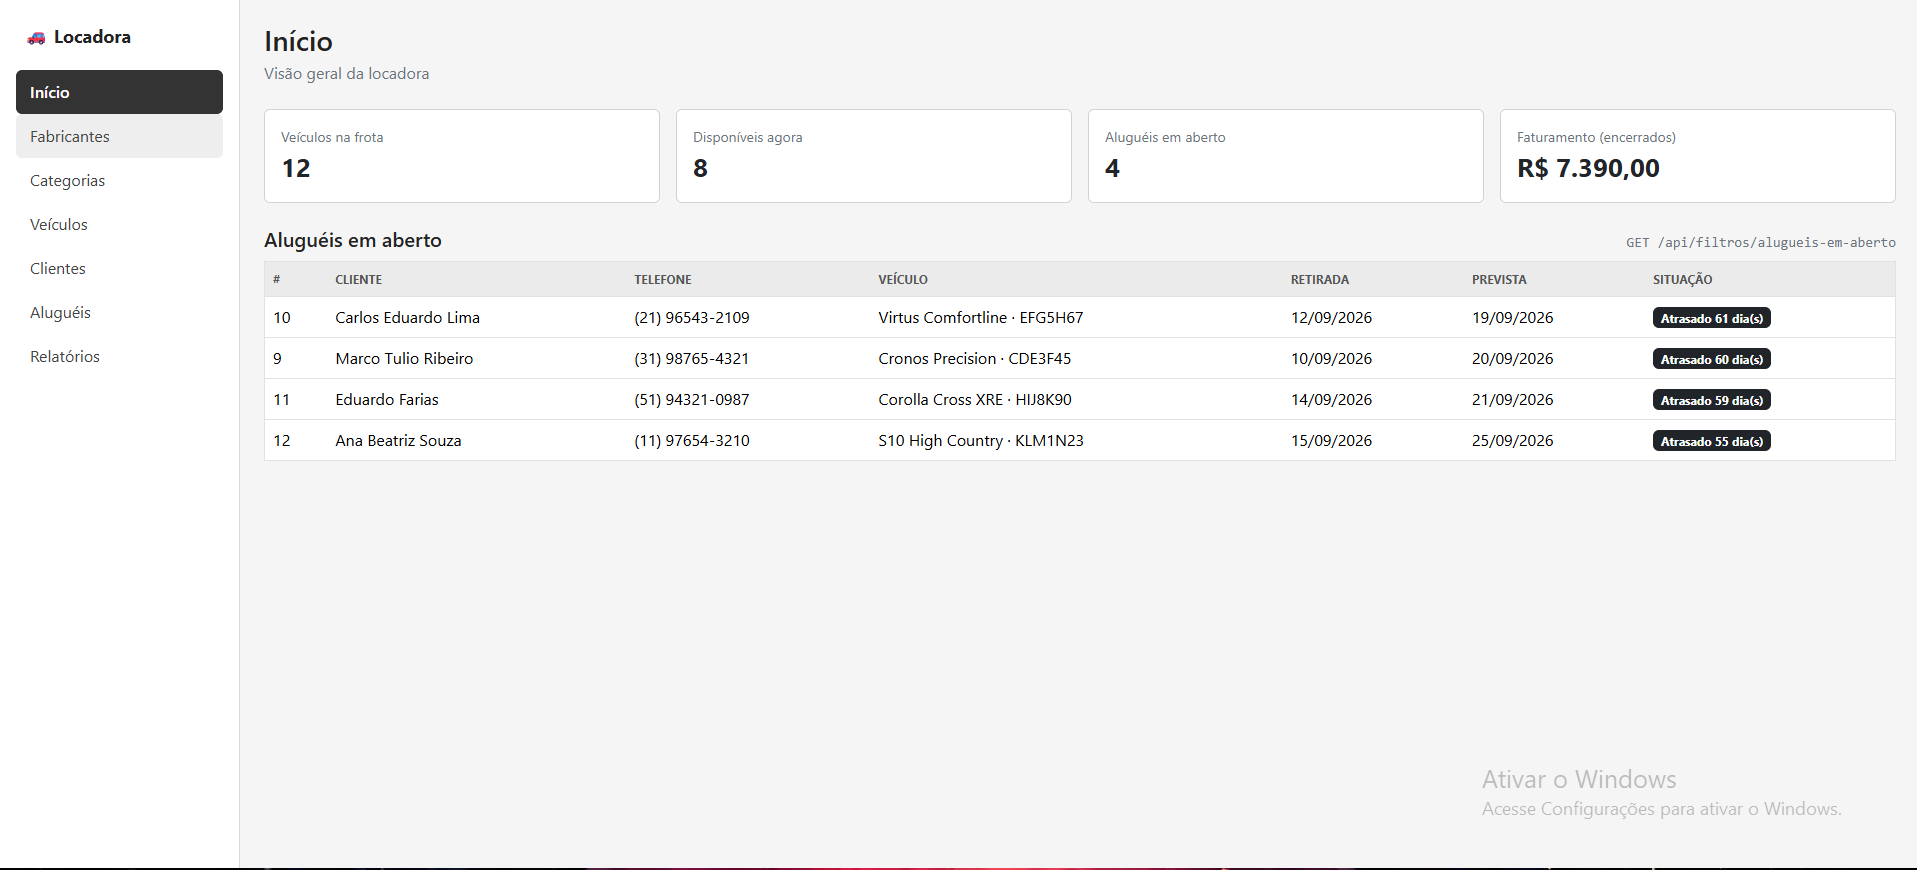 Locadora
Início
Fabricantes
Categorias
Veículos
Clientes
Aluguéis
Relatórios
Início
Visão geral da locadora
Veículos na frota
12
Disponíveis agora
8
Aluguéis em aberto
4
Faturamento (encerrados)
R$ 7.390,00
Aluguéis em aberto GET /api/filtros/alugueis-em-aberto
# CLIENTE TELEFONE VEÍCULO RETIRADA PREVISTA SITUAÇÃO
10 Carlos Eduardo Lima (21) 96543-2109 Virtus Comfortline · EFG5H67 12/09/2026 19/09/2026 Atrasado 61 dia(s)
9 Marco Tulio Ribeiro (31) 98765-4321 Cronos Precision · CDE3F45 10/09/2026 20/09/2026 Atrasado 60 dia(s)
11 Eduardo Farias (51) 94321-0987 Corolla Cross XRE · HIJ8K90 14/09/2026 21/09/2026 Atrasado 59 dia(s)
12 Ana Beatriz Souza (11) 97654-3210 S10 High Country · KLM1N23 15/09/2026 25/09/2026 Atrasado 55 dia(s)
Ativar o Windows
Acesse Configurações para ativar o Windows.